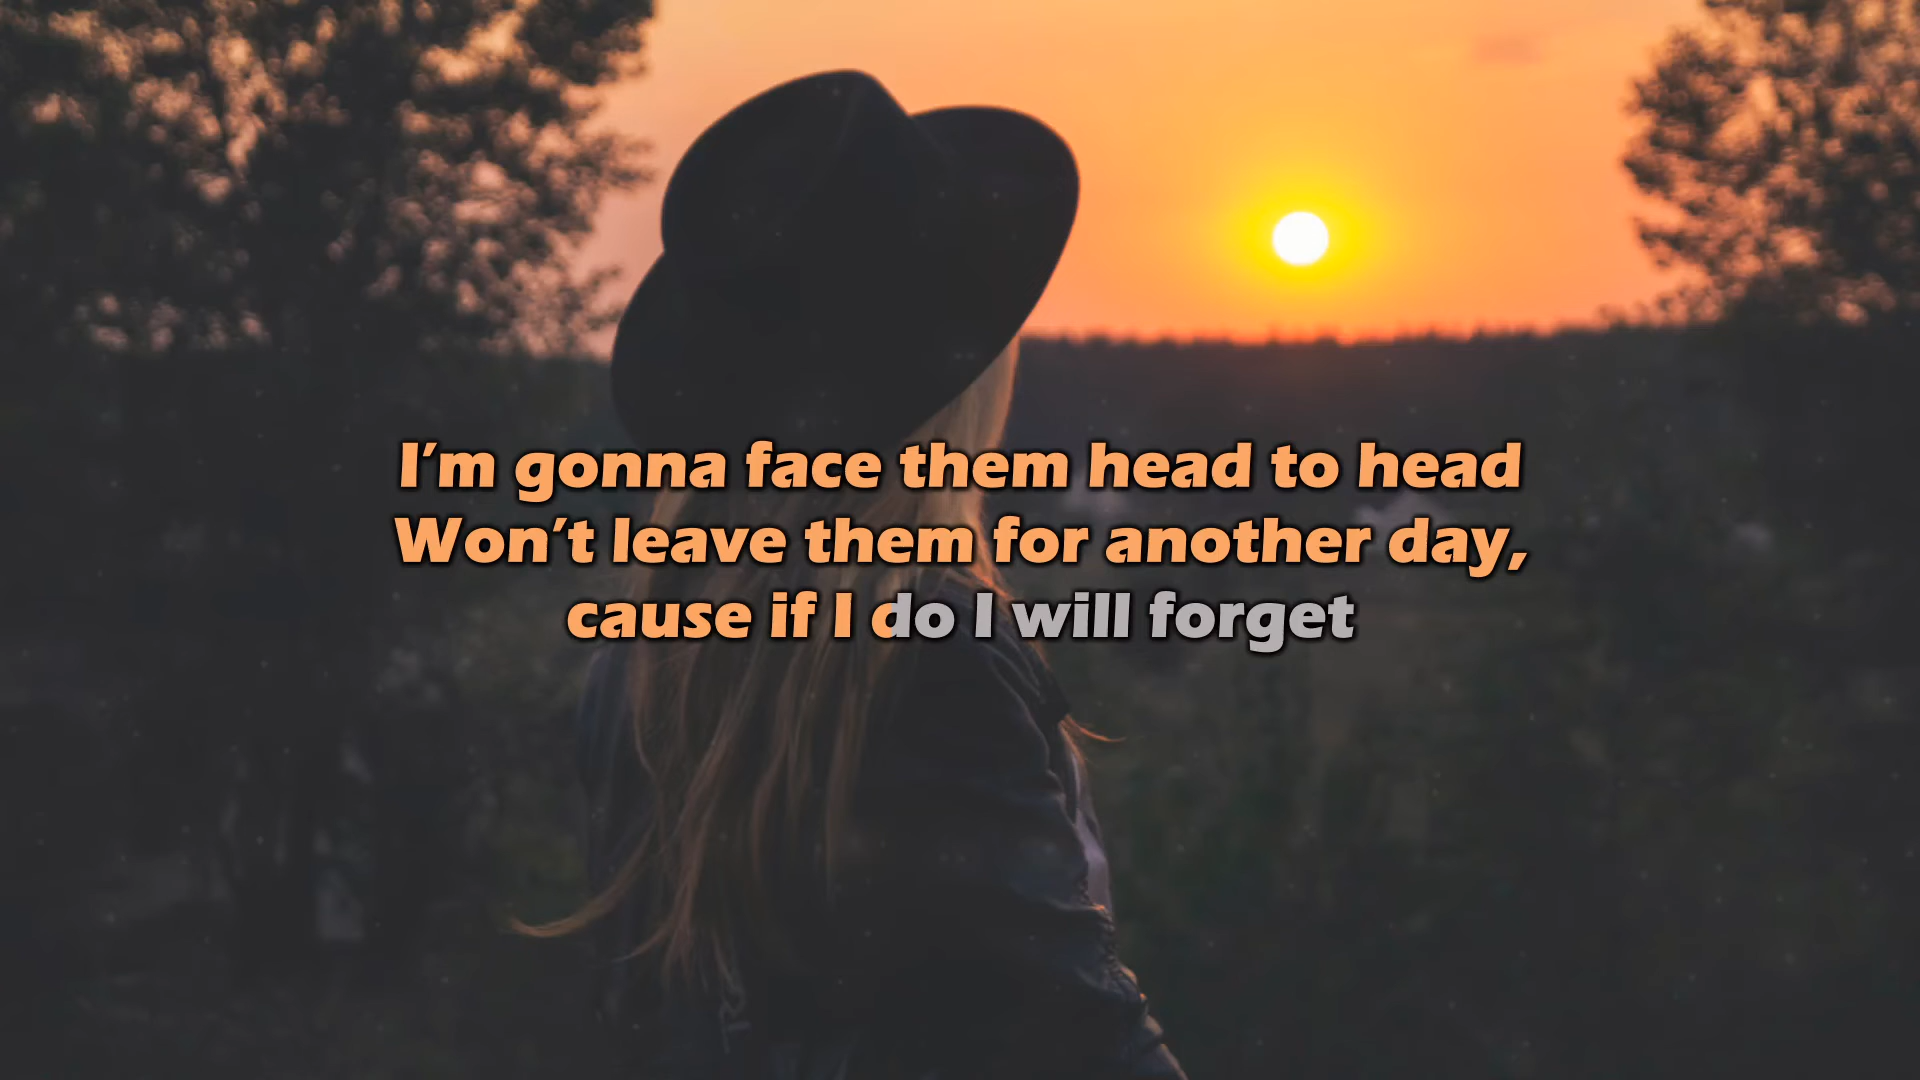 I’m gonna face them head to head
Won’t leave them for another day,
cause if I do I will forget